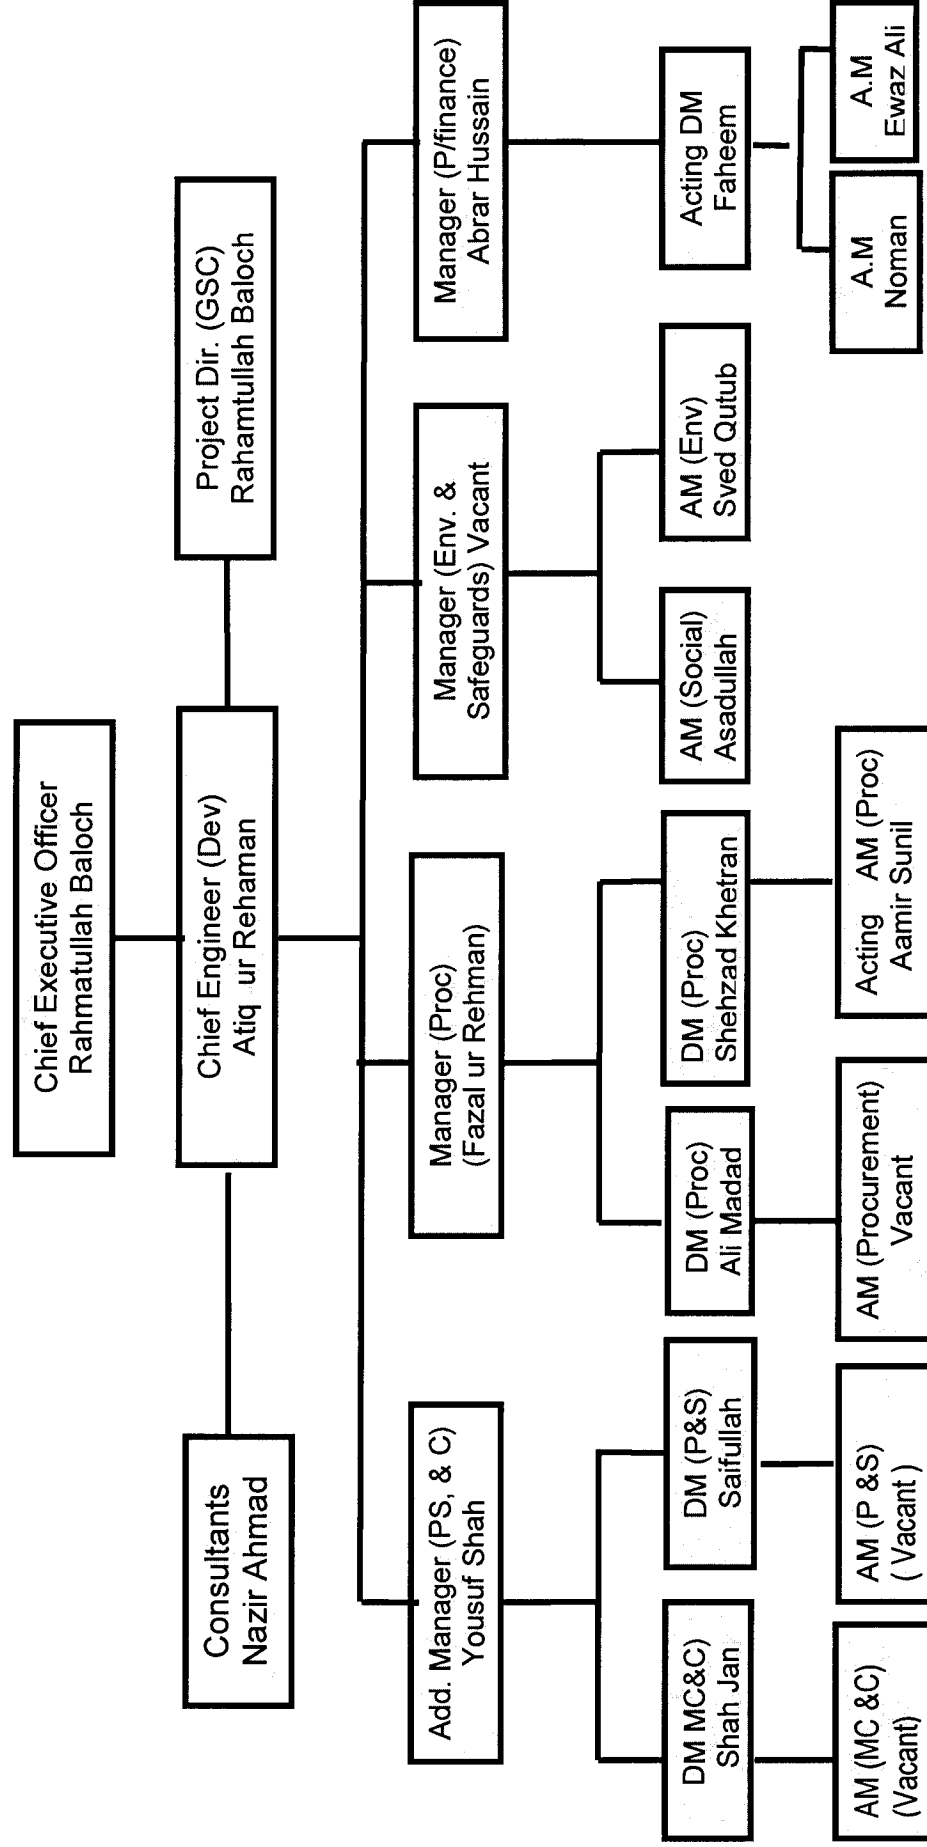 Chief Executive Officer
Rahmatullah Baloch
Consultants
Nazir Ahmad
Chief Engineer (Dev)
Atiq ur Rehaman
Project Dir. (GSC)
Rahamtullah Baloch
Add. Manager (PS, & C)
Yousuf Shah
Manager (Proc)
(Fazal ur Rehman)
Manager (Env. &
Safeguards) Vacant
Manager (P/finance)
Abrar Hussain
DM MC&C)
Shah Jan
DM (P&S)
Saifullah
DM (Proc)
Ali Madad
DM (Proc)
Shehzad Khetran
AM (Social)
Asadullah
AM (Env)
Sved Qutub
Acting DM
Faheem
AM (MC &C)
(Vacant)
AM (P &S)
( Vacant )
AM (Procurement)
Vacant
Acting AM (Proc)
Aamir Sunil
A.M
Noman
A.M
Ewaz Ali